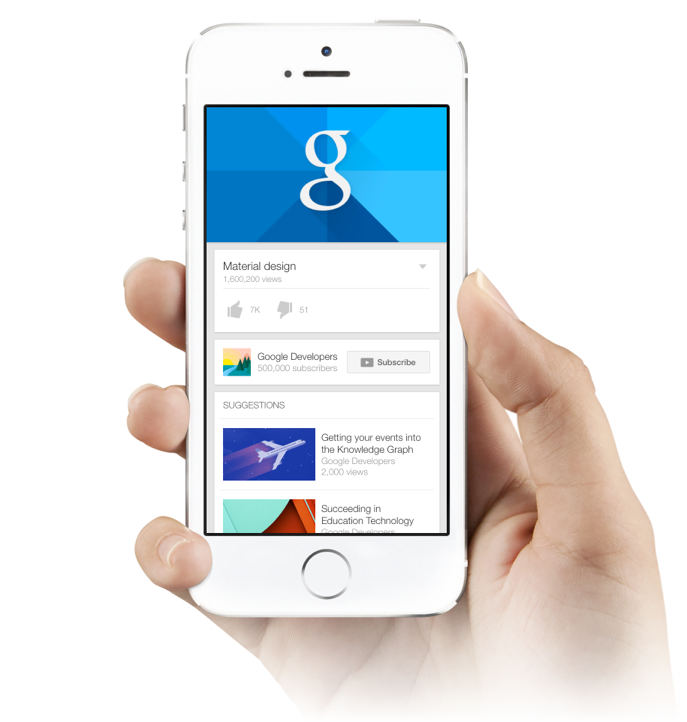 g
Material design
1,600,200 views
7K 51
Google Developers
500,000 subscribers
Subscribe
SUGGESTIONS
Getting your events into
the Knowledge Graph
Google Developers
2,000 views
Succeeding in
Education Technology
Google Developers